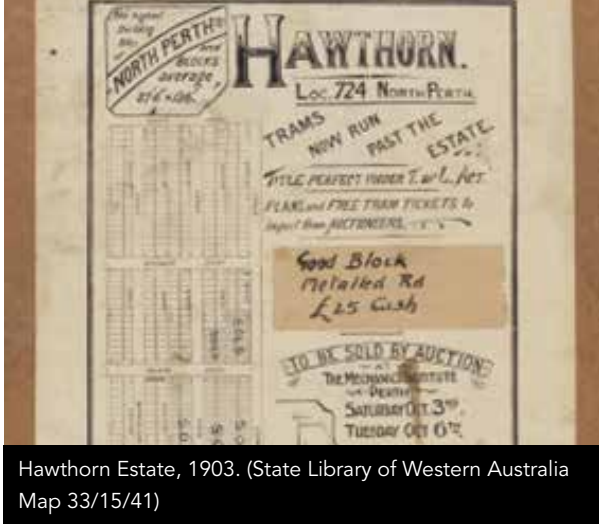 The highest
building
NORTH PERTH
and
BLOCKS
average
HAWTHORN.
LOC. 724 NORTH PERTH.
TRAMS
NOW RUN
PAST THE
ESTATE.
TITLE PERFECT UNDER T. of L. ACT.
PLANS and FREE TRAM TICKETS to
inspect from AUCTIONEERS.
Good Block
Metalled Rd
£25 Cash
TO BE SOLD BY AUCTION
AT
THE MECHANICS INSTITUTE
PERTH
SATURDAY OCT. 3RD.
TUESDAY OCT 6TH.
SOLD
Hawthorn Estate, 1903. (State Library of Western Australia
Map 33/15/41)